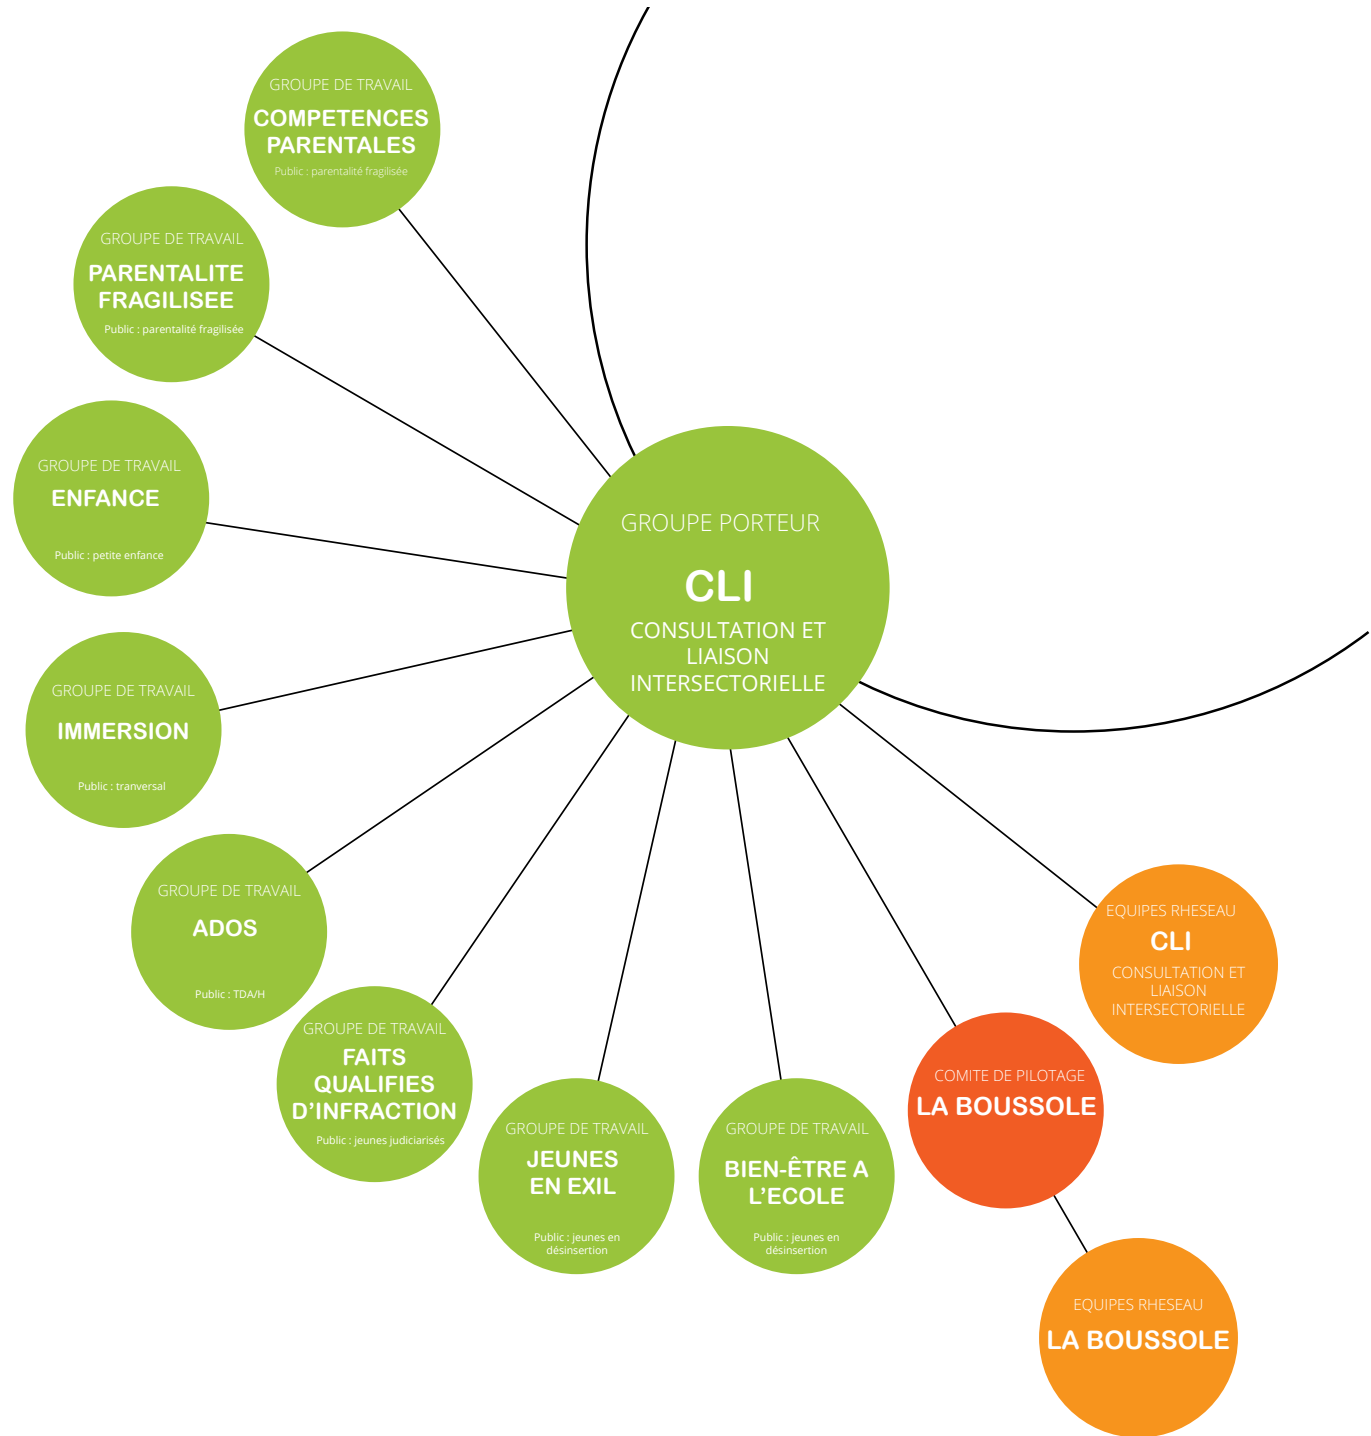 GROUPE DE TRAVAIL
COMPETENCES
PARENTALES
Public : parentalité fragilisée
GROUPE DE TRAVAIL
PARENTALITE
FRAGILISEE
Public : parentalité fragilisée
GROUPE DE TRAVAIL
ENFANCE
Public : petite enfance
GROUPE PORTEUR
CLI
CONSULTATION ET
LIAISON
INTERSECTORIELLE
GROUPE DE TRAVAIL
IMMERSION
Public : tranversal
GROUPE DE TRAVAIL
ADOS
Public : TDA/H
GROUPE DE TRAVAIL
FAITS
QUALIFIES
D'INFRACTION
Public : jeunes judiciarisés
GROUPE DE TRAVAIL
JEUNES
EN EXIL
Public : jeunes en
désinsertion
GROUPE DE TRAVAIL
BIEN-ÊTRE A
L'ECOLE
Public : jeunes en
désinsertion
EQUIPES RHESEAU
CLI
CONSULTATION ET
LIAISON
INTERSECTORIELLE
COMITE DE PILOTAGE
LA BOUSSOLE
EQUIPES RHESEAU
LA BOUSSOLE